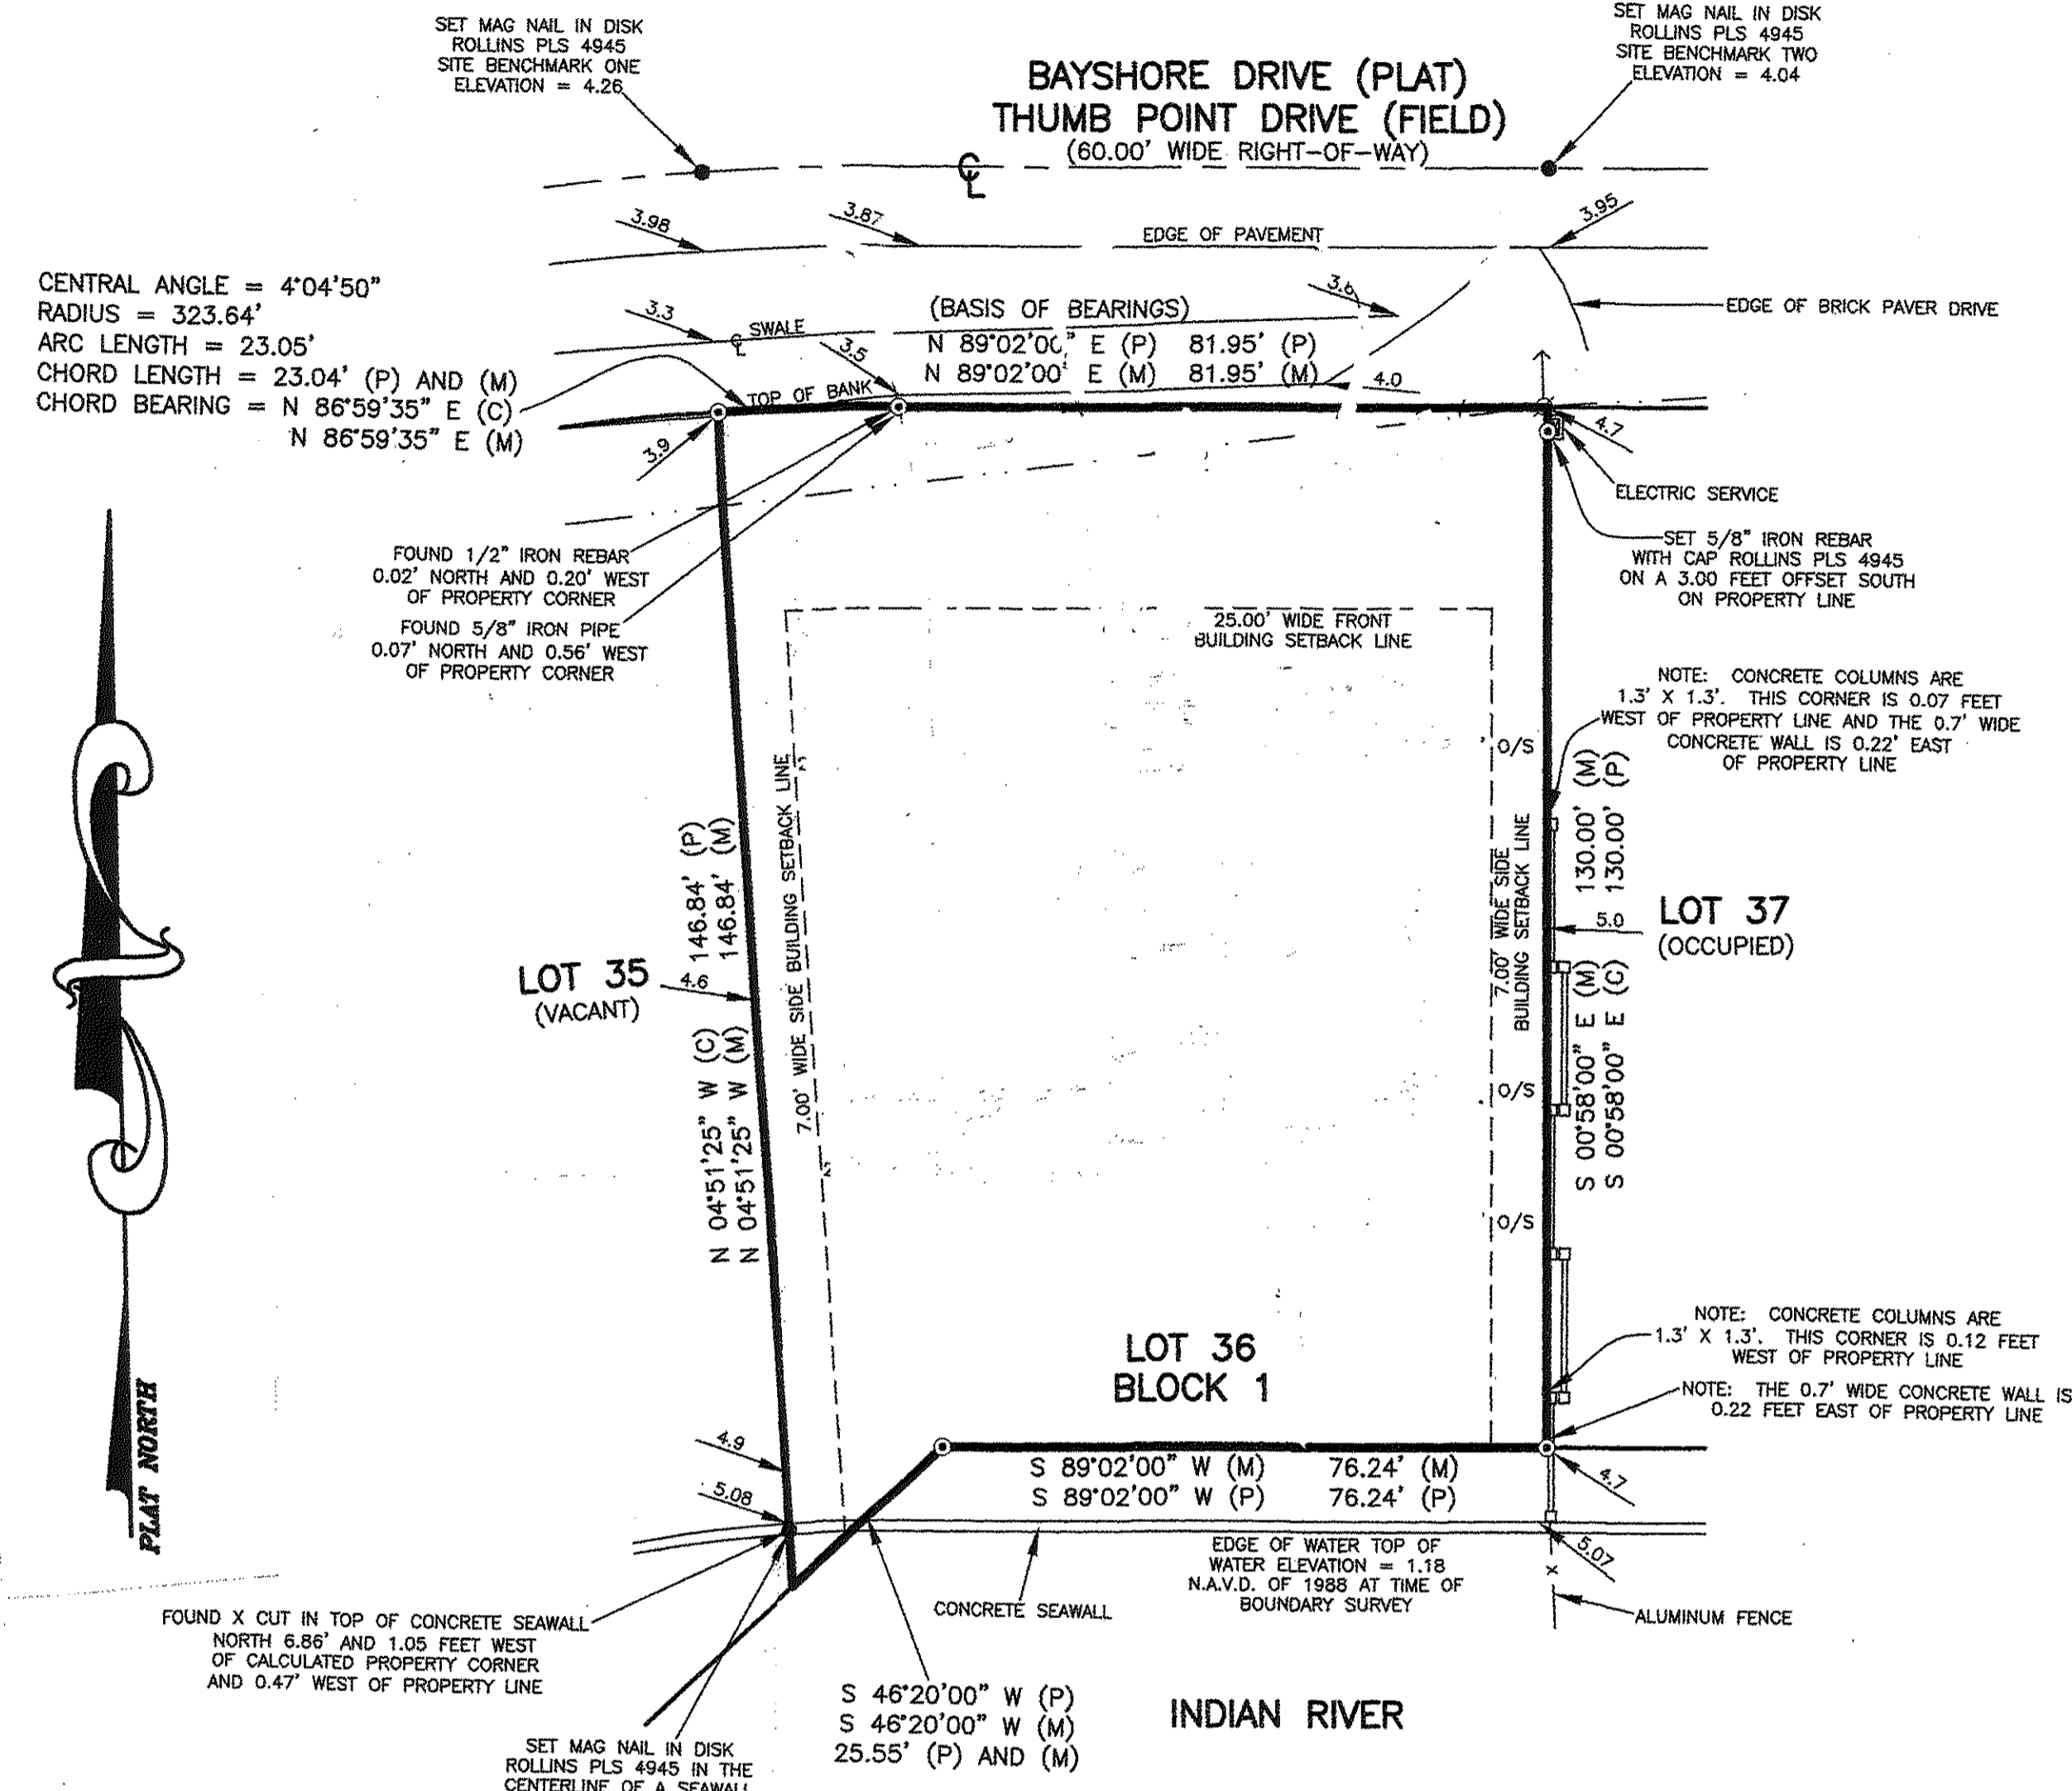 SET MAG NAIL IN DISK
ROLLINS PLS 4945
SITE BENCHMARK ONE
ELEVATION = 4.26
SET MAG NAIL IN DISK
ROLLINS PLS 4945
SITE BENCHMARK TWO
ELEVATION = 4.04
BAYSHORE DRIVE (PLAT)
THUMB POINT DRIVE (FIELD)
(60.00' WIDE RIGHT-OF-WAY)
CL
3.98
3.87
3.95
EDGE OF PAVEMENT
CENTRAL ANGLE = 4°04'50"
RADIUS = 323.64'
ARC LENGTH = 23.05'
CHORD LENGTH = 23.04' (P) AND (M)
CHORD BEARING = N 86°59'35" E (C)
N 86°59'35" E (M)
3.3
CL SWALE
3.6
(BASIS OF BEARINGS)
N 89°02'00" E (P) 81.95' (P)
N 89°02'00" E (M) 81.95' (M)
EDGE OF BRICK PAVER DRIVE
3.5
4.0
TOP OF BANK
3.9
4.7
ELECTRIC SERVICE
SET 5/8" IRON REBAR
WITH CAP ROLLINS PLS 4945
ON A 3.00 FEET OFFSET SOUTH
ON PROPERTY LINE
FOUND 1/2" IRON REBAR
0.02' NORTH AND 0.20' WEST
OF PROPERTY CORNER
FOUND 5/8" IRON PIPE
0.07' NORTH AND 0.56' WEST
OF PROPERTY CORNER
25.00' WIDE FRONT
BUILDING SETBACK LINE
NOTE: CONCRETE COLUMNS ARE
1.3' X 1.3'. THIS CORNER IS 0.07 FEET
WEST OF PROPERTY LINE AND THE 0.7' WIDE
CONCRETE WALL IS 0.22' EAST
OF PROPERTY LINE
O/S
O/S
O/S
N 04°51'25" W (C) 146.84' (P)
N 04°51'25" W (M) 146.84' (M)
7.00' WIDE SIDE BUILDING SETBACK LINE
7.00' WIDE SIDE
BUILDING SETBACK LINE
S 00°58'00" E (M) 130.00' (M)
S 00°58'00" E (C) 130.00' (P)
LOT 35
(VACANT)
4.6
5.0
LOT 37
(OCCUPIED)
LOT 36
BLOCK 1
NOTE: CONCRETE COLUMNS ARE
1.3' X 1.3'. THIS CORNER IS 0.12 FEET
WEST OF PROPERTY LINE
NOTE: THE 0.7' WIDE CONCRETE WALL IS
0.22 FEET EAST OF PROPERTY LINE
PLAT NORTH
4.9
5.08
S 89°02'00" W (M) 76.24' (M)
S 89°02'00" W (P) 76.24' (P)
4.7
5.07
EDGE OF WATER TOP OF
WATER ELEVATION = 1.18
N.A.V.D. OF 1988 AT TIME OF
BOUNDARY SURVEY
x
CONCRETE SEAWALL
ALUMINUM FENCE
FOUND X CUT IN TOP OF CONCRETE SEAWALL
NORTH 6.86' AND 1.05 FEET WEST
OF CALCULATED PROPERTY CORNER
AND 0.47' WEST OF PROPERTY LINE
S 46°20'00" W (P)
S 46°20'00" W (M)
25.55' (P) AND (M)
INDIAN RIVER
SET MAG NAIL IN DISK
ROLLINS PLS 4945 IN THE
CENTERLINE OF A SEAWALL